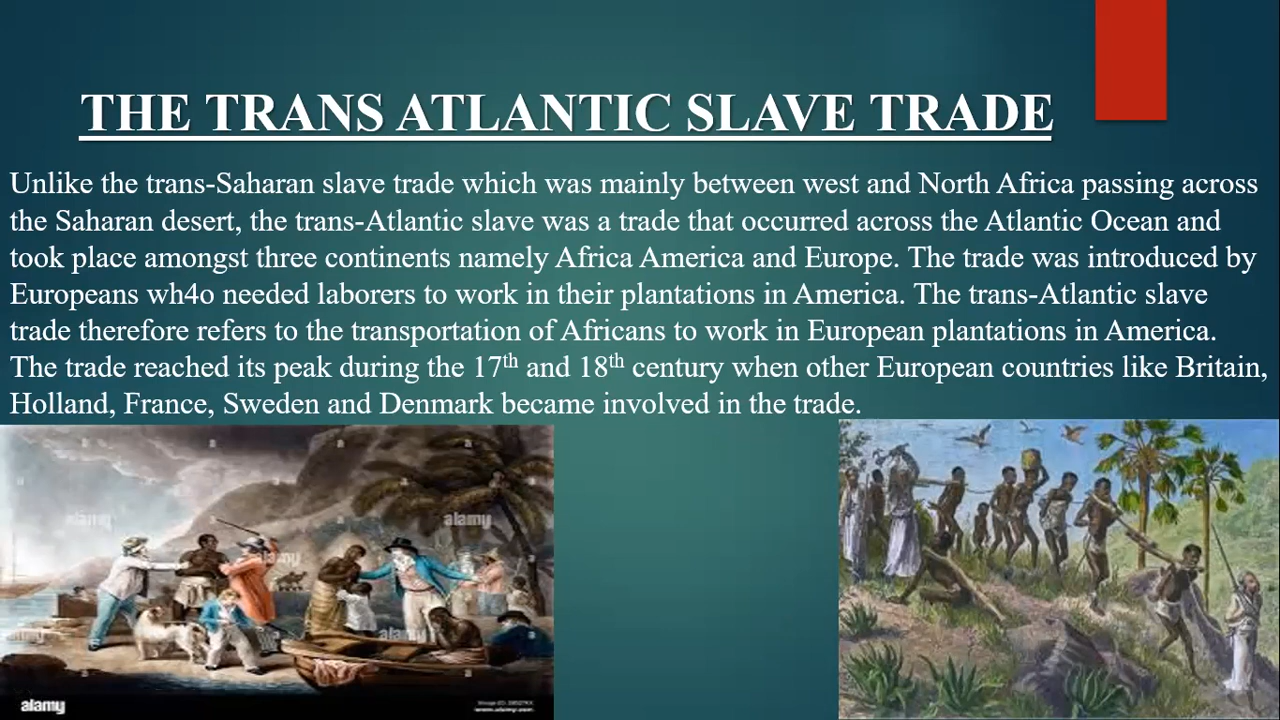 THE TRANS ATLANTIC SLAVE TRADE
Unlike the trans-Saharan slave trade which was mainly between west and North Africa passing across
the Saharan desert, the trans-Atlantic slave was a trade that occurred across the Atlantic Ocean and
took place amongst three continents namely Africa America and Europe. The trade was introduced by
Europeans wh4o needed laborers to work in their plantations in America. The trans-Atlantic slave
trade therefore refers to the transportation of Africans to work in European plantations in America.
The trade reached its peak during the 17th and 18th century when other European countries like Britain,
Holland, France, Sweden and Denmark became involved in the trade.
alamy
alamy
alamy
alamy
alamy
www.alamy.com